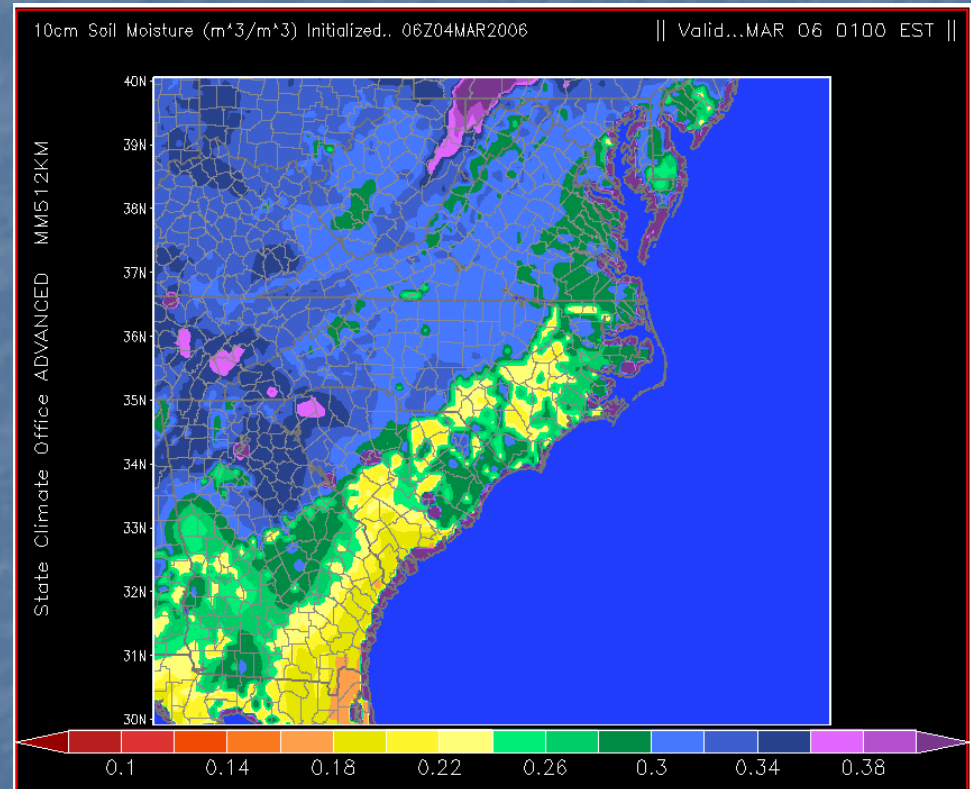 10cm Soil Moisture (m^3/m^3) Initialized.. 06Z04MAR2006
|| Valid...MAR 06 0100 EST ||
State Climate Office ADVANCED MM512KM
40N
39N
38N
37N
36N
35N
34N
33N
32N
31N
30N
0.1 0.14 0.18 0.22 0.26 0.3 0.34 0.38